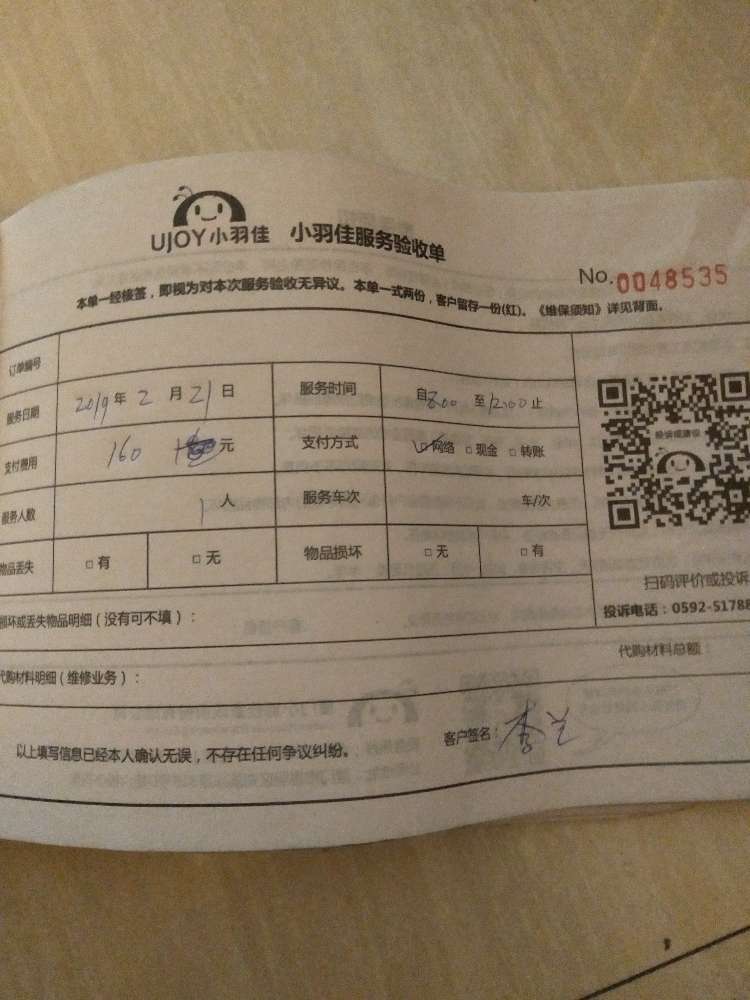 UJOY小羽佳 小羽佳服务验收单
No.0048535
本单一经核签，即视为对本次服务验收无异议。本单一式两份，客户留存一份(红)。《维保须知》详见背面。
订单编号
服务日期 2019年2月21日 服务时间 自8:00至12:00止
支付费用 160 元 支付方式 ☑网络 □现金 □转账
服务人数 1人 服务车次 车/次
物品丢失 □有 □无 物品损坏 □无 □有
投诉或建议
扫码评价或投诉
投诉电话：0592-51788
损坏或丢失物品明细（没有可不填）：
代购材料明细（维修业务）： 代购材料总额：
以上填写信息已经本人确认无误，不存在任何争议纠纷。 客户签名：李兰